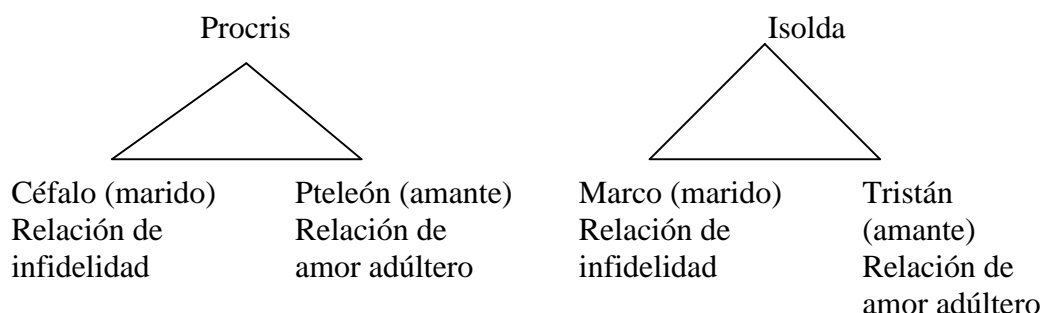 Procris
Isolda
Céfalo (marido)
Relación de
infidelidad
Pteleón (amante)
Relación de
amor adúltero
Marco (marido)
Relación de
infidelidad
Tristán
(amante)
Relación de
amor adúltero